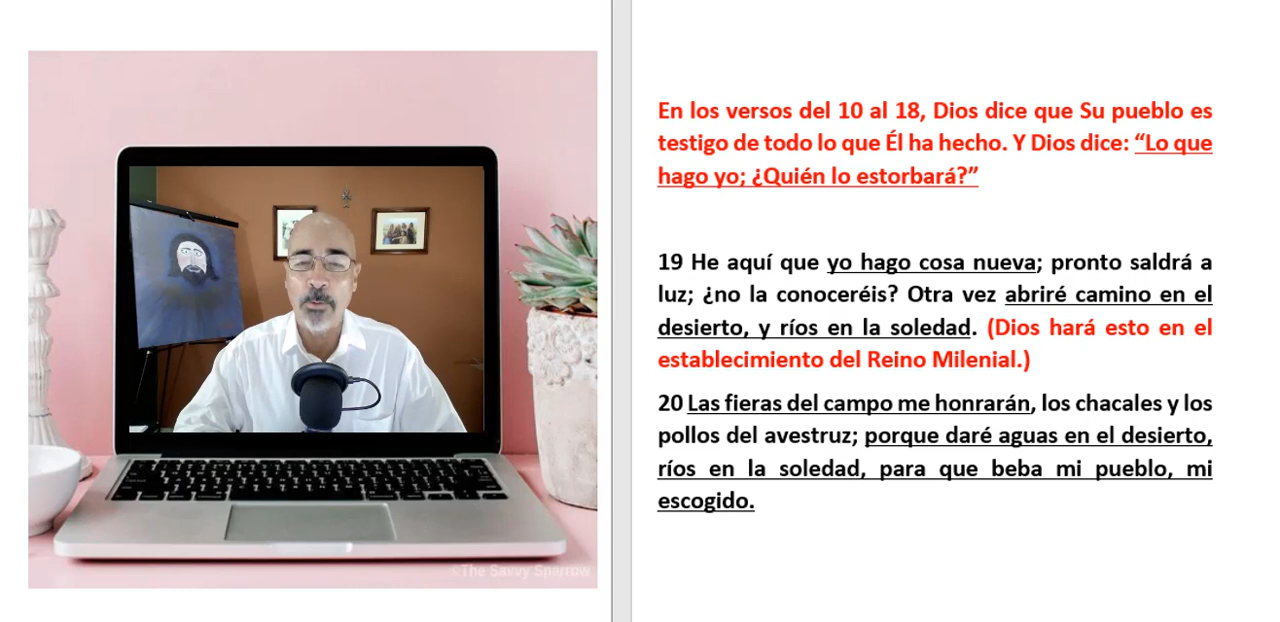 En los versos del 10 al 18, Dios dice que Su pueblo es
testigo de todo lo que Él ha hecho. Y Dios dice: “Lo que
hago yo; ¿Quién lo estorbará?”
19 He aquí que yo hago cosa nueva; pronto saldrá a
luz; ¿no la conoceréis? Otra vez abriré camino en el
desierto, y ríos en la soledad. (Dios hará esto en el
establecimiento del Reino Milenial.)
20 Las fieras del campo me honrarán, los chacales y los
pollos del avestruz; porque daré aguas en el desierto,
ríos en la soledad, para que beba mi pueblo, mi
escogido.
©The Savvy Sparrow